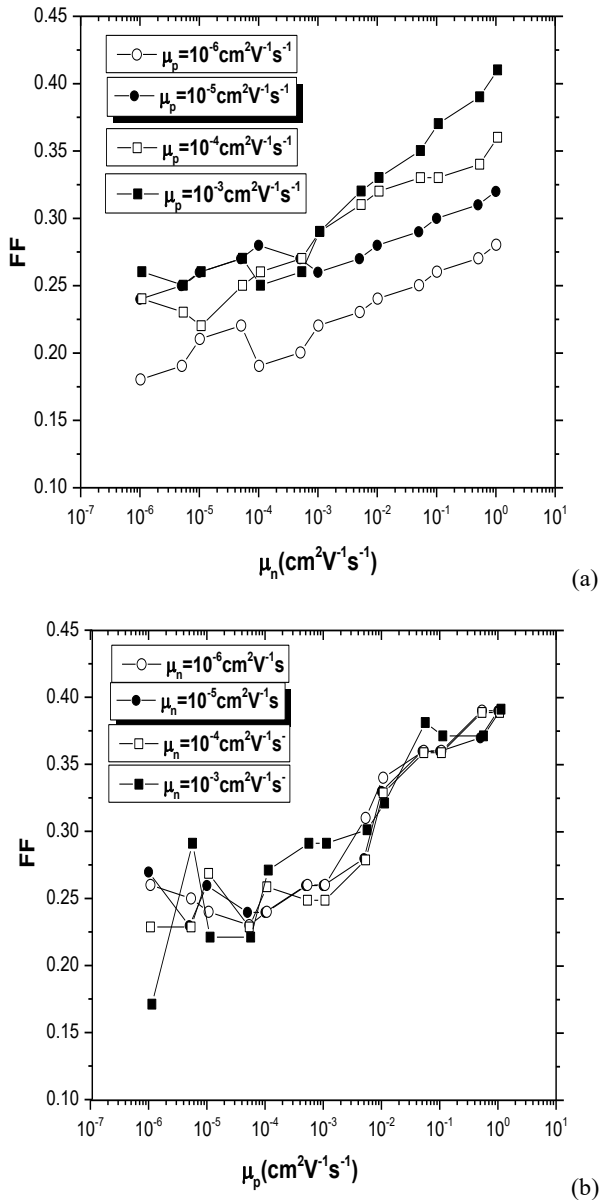 0.45
μp=10-6cm2V-1s-1
μp=10-5cm2V-1s-1
μp=10-4cm2V-1s-1
μp=10-3cm2V-1s-1
0.40
0.35
0.30
0.25
0.20
0.15
0.10
FF
10-7 10-6 10-5 10-4 10-3 10-2 10-1 100 101
μn(cm2V-1s-1)
(a)
0.45
μn=10-6cm2V-1s
μn=10-5cm2V-1s
μn=10-4cm2V-1s-
μn=10-3cm2V-1s-
0.40
0.35
0.30
0.25
0.20
0.15
0.10
FF
10-7 10-6 10-5 10-4 10-3 10-2 10-1 100 101
μp(cm2V-1s-1)
(b)